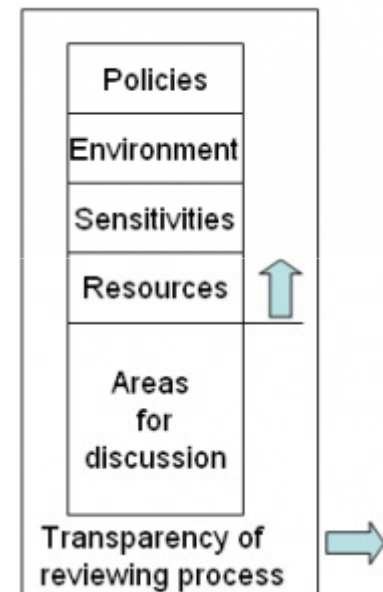 Policies
Environment
Sensitivities
Resources
Areas
for
discussion
Transparency of
reviewing process